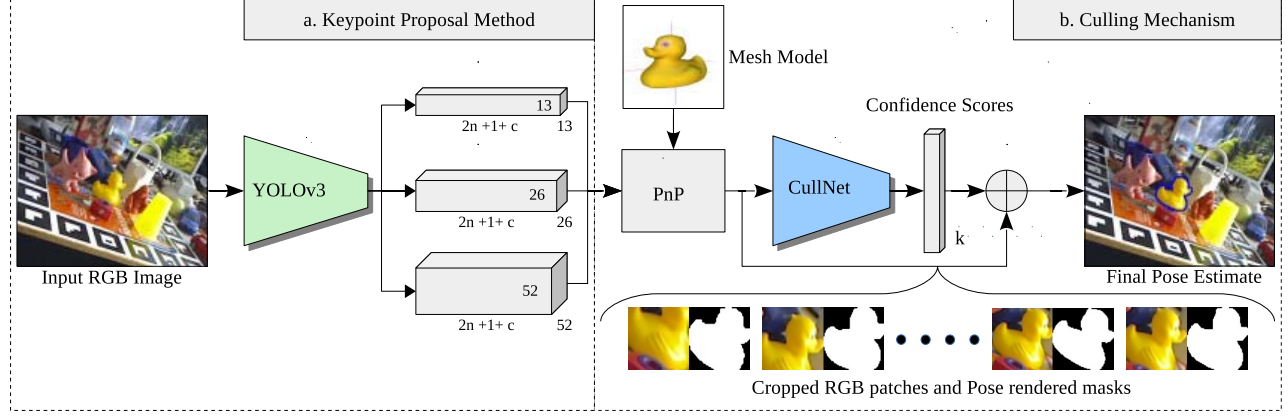 a. Keypoint Proposal Method
b. Culling Mechanism
Mesh Model
Confidence Scores
13
2n +1+ c
13
YOLOv3
26
2n +1+ c
26
PnP
CullNet
k
52
2n +1+ c
52
Input RGB Image
Final Pose Estimate
Cropped RGB patches and Pose rendered masks